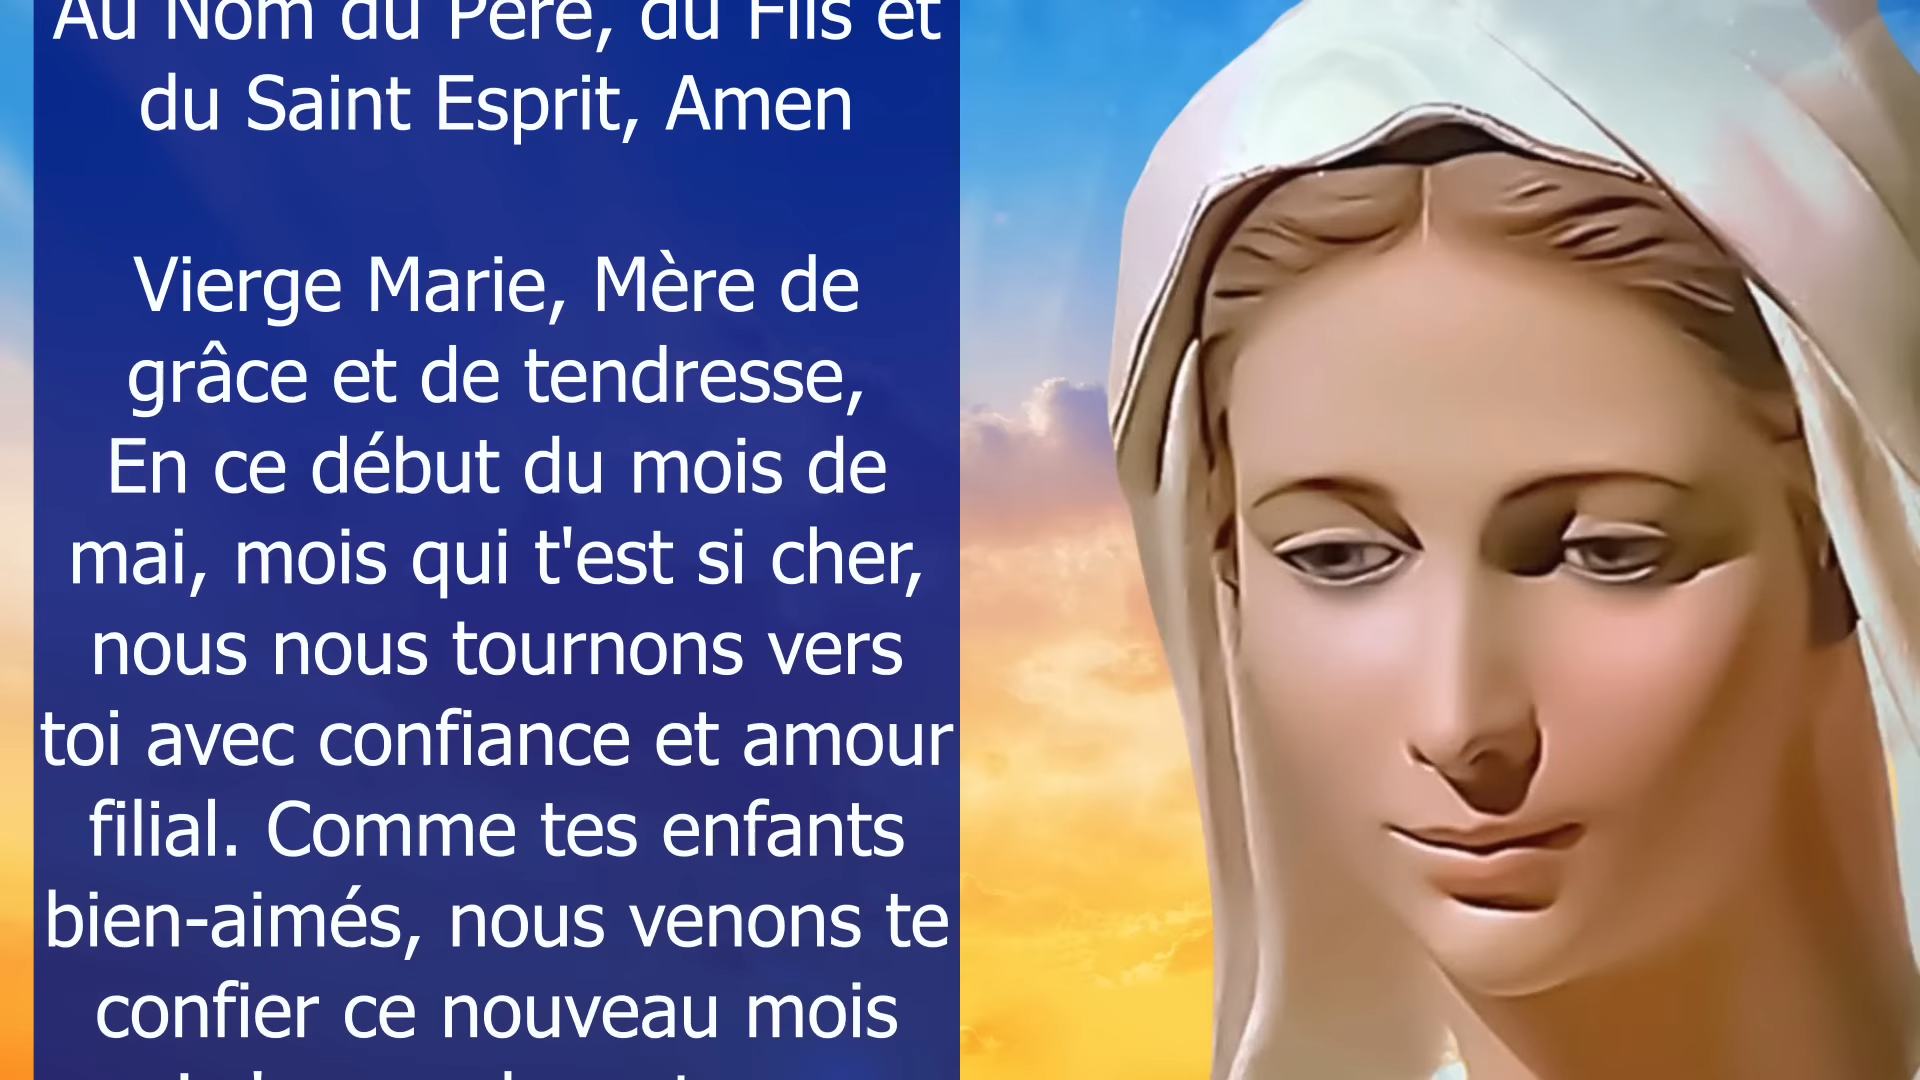 Au Nom du Père, du Fils et
du Saint Esprit, Amen
Vierge Marie, Mère de
grâce et de tendresse,
En ce début du mois de
mai, mois qui t'est si cher,
nous nous tournons vers
toi avec confiance et amour
filial. Comme tes enfants
bien-aimés, nous venons te
confier ce nouveau mois